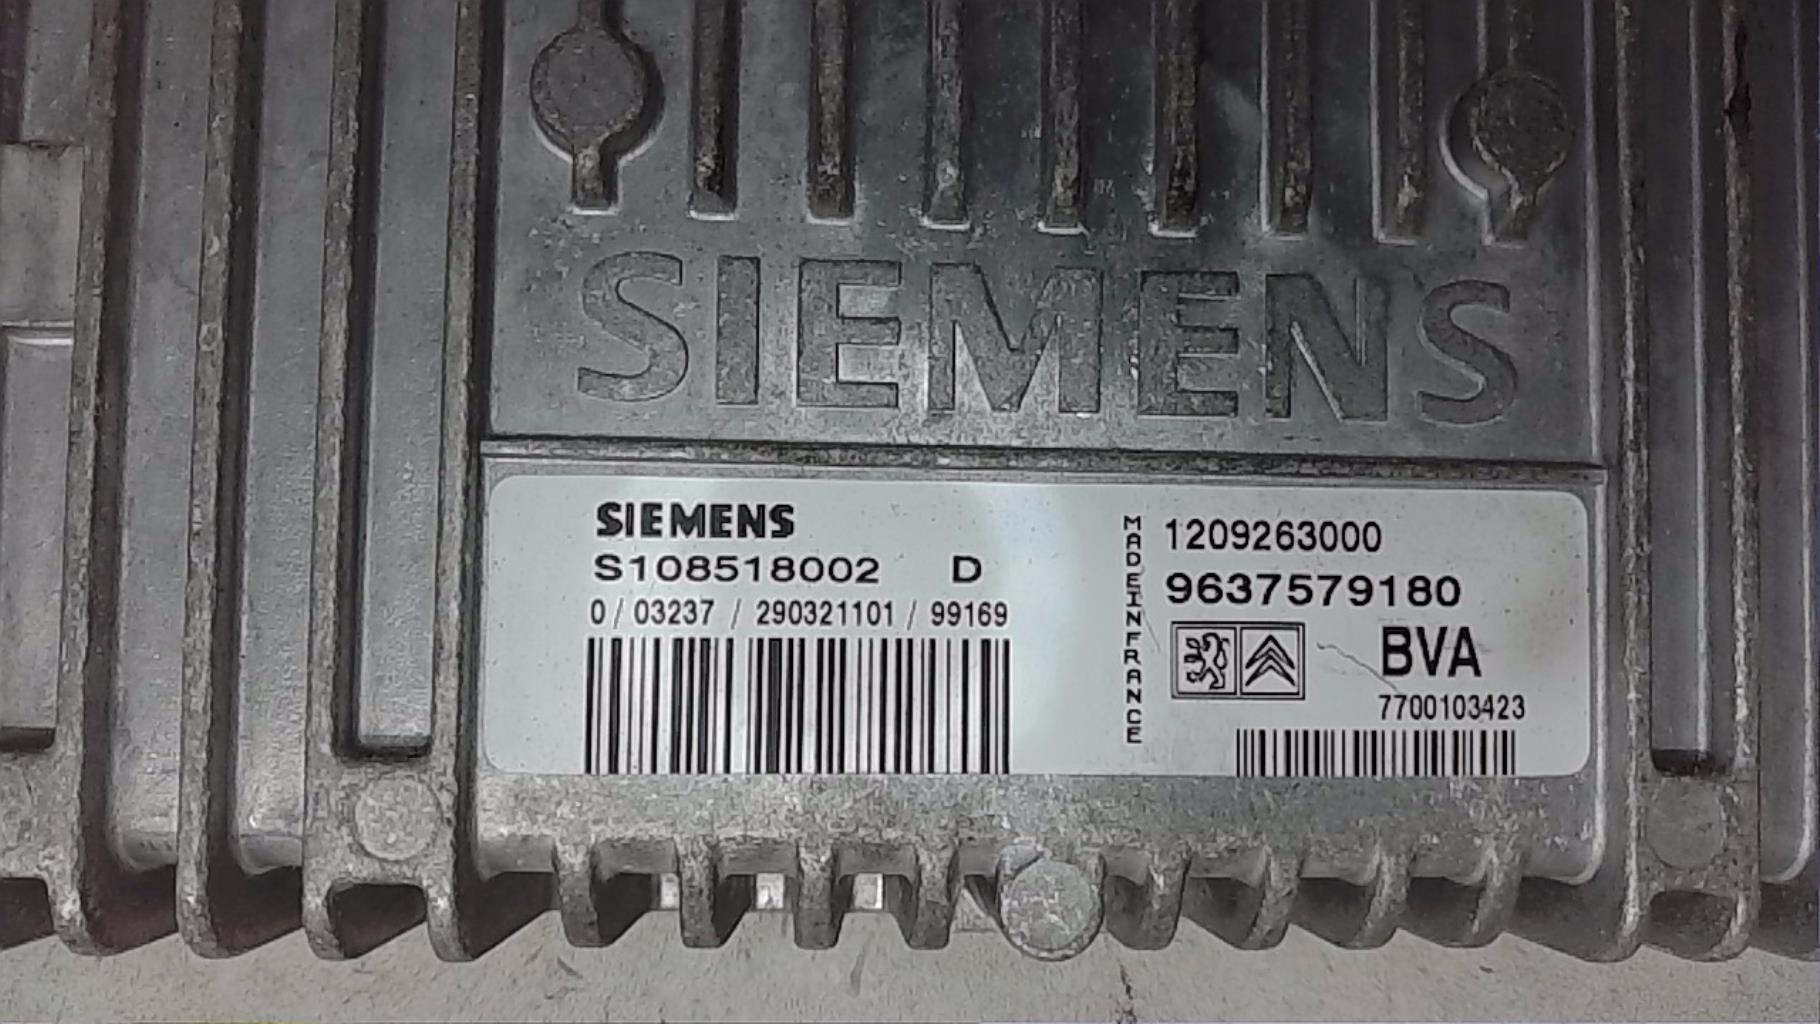 SIEMENS
SIEMENS
S108518002 D
0 / 03237 / 290321101 / 99169
MADE IN FRANCE
1209263000
9637579180
BVA
7700103423